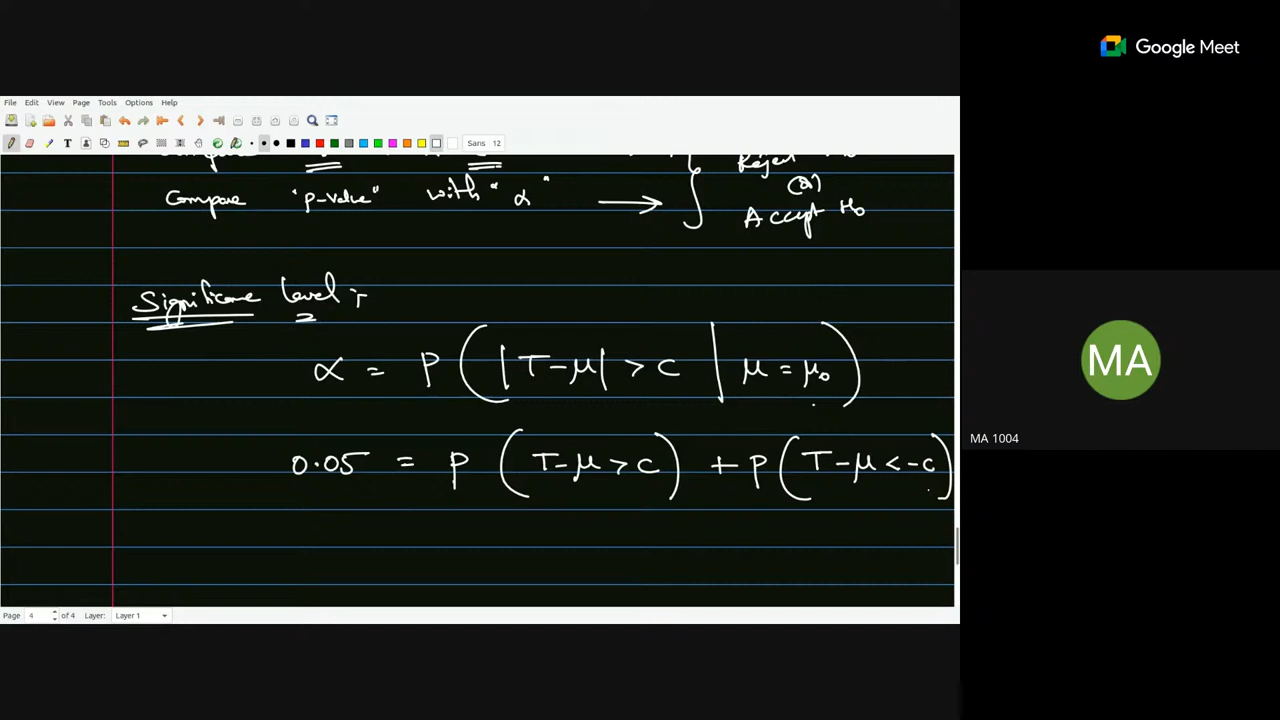 Google Meet
File Edit View Page Tools Options Help
Sans 12
Reject
Compare "p-value" with "α" → (or)
Accept H₀
Significance level :-
α = P ( |T-μ| > c | μ = μ₀ )
0.05 = P ( T-μ > c ) + P ( T-μ < -c )
MA
MA 1004
Page 4 of 4 Layer: Layer 1